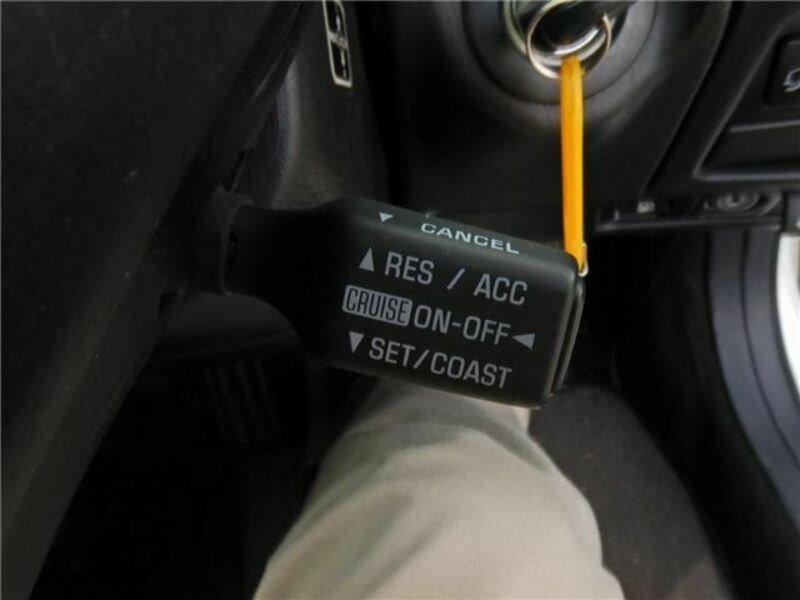 ▼ CANCEL
▲ RES / ACC
CRUISE ON-OFF ◄
▼ SET/COAST